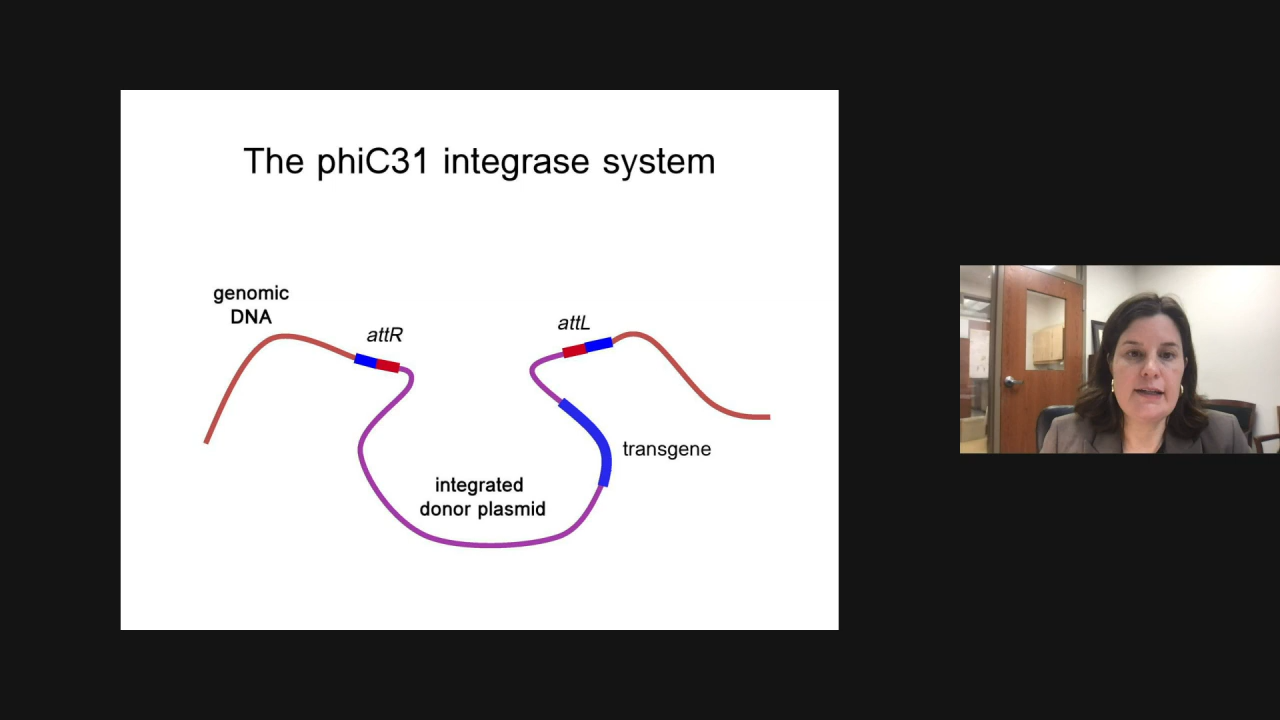 The phiC31 integrase system
genomic
DNA
attR
attL
transgene
integrated
donor plasmid